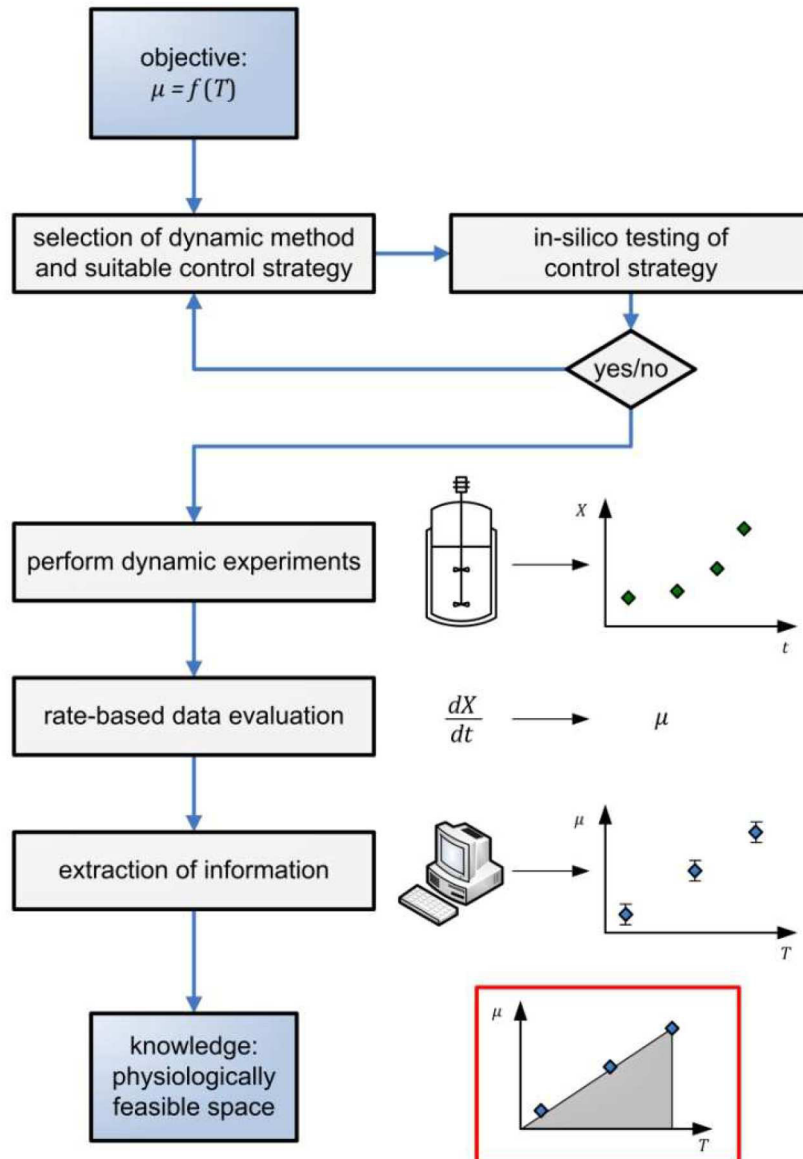 objective:
μ = f(T)
selection of dynamic method
and suitable control strategy
in-silico testing of
control strategy
yes/no
perform dynamic experiments
X
t
rate-based data evaluation
dX
dt
μ
extraction of information
μ
T
knowledge:
physiologically
feasible space
μ
T